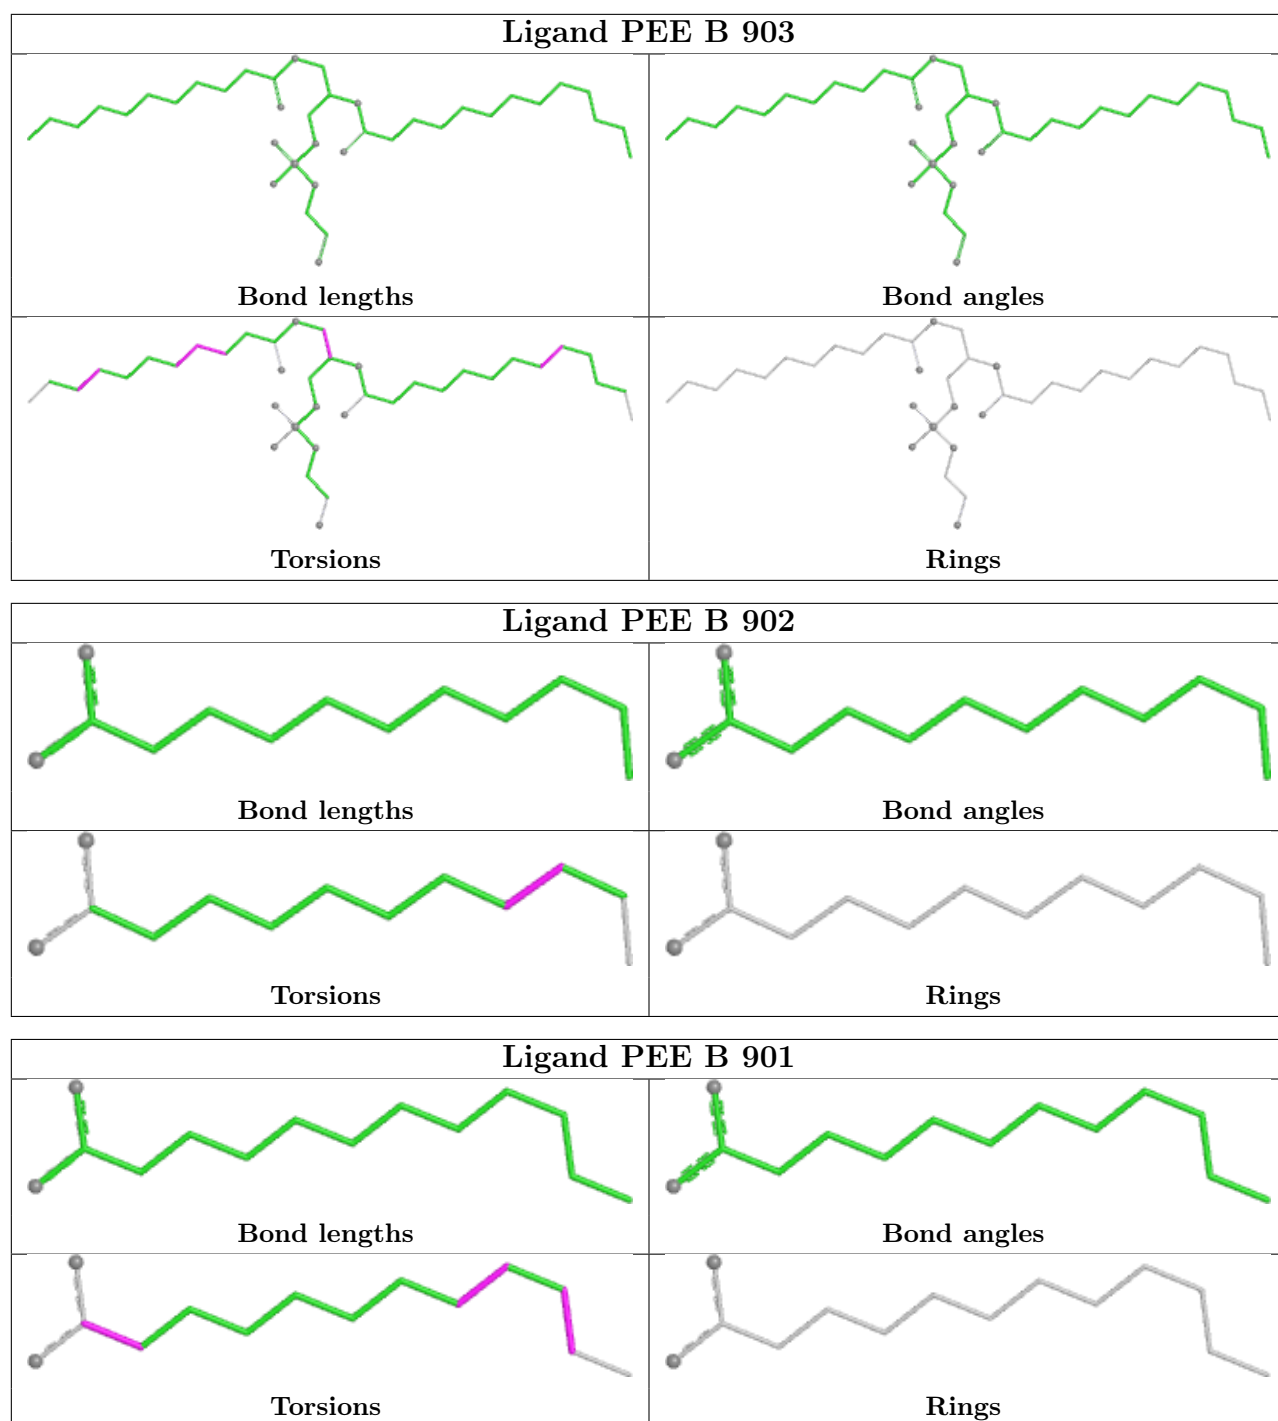 Ligand PEE B 903
Bond lengths
Bond angles
Torsions
Rings
Ligand PEE B 902
Bond lengths
Bond angles
Torsions
Rings
Ligand PEE B 901
Bond lengths
Bond angles
Torsions
Rings